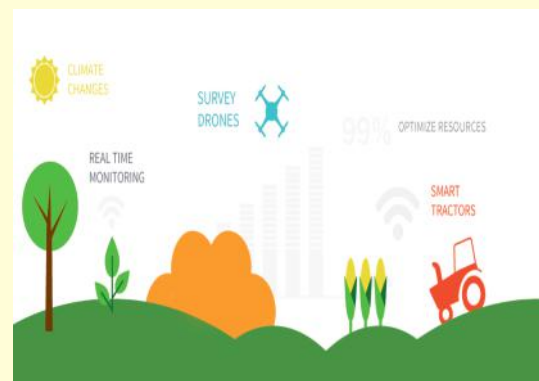 CLIMATE
CHANGES
SURVEY
DRONES
99% OPTIMIZE RESOURCES
REAL TIME
MONITORING
SMART
TRACTORS